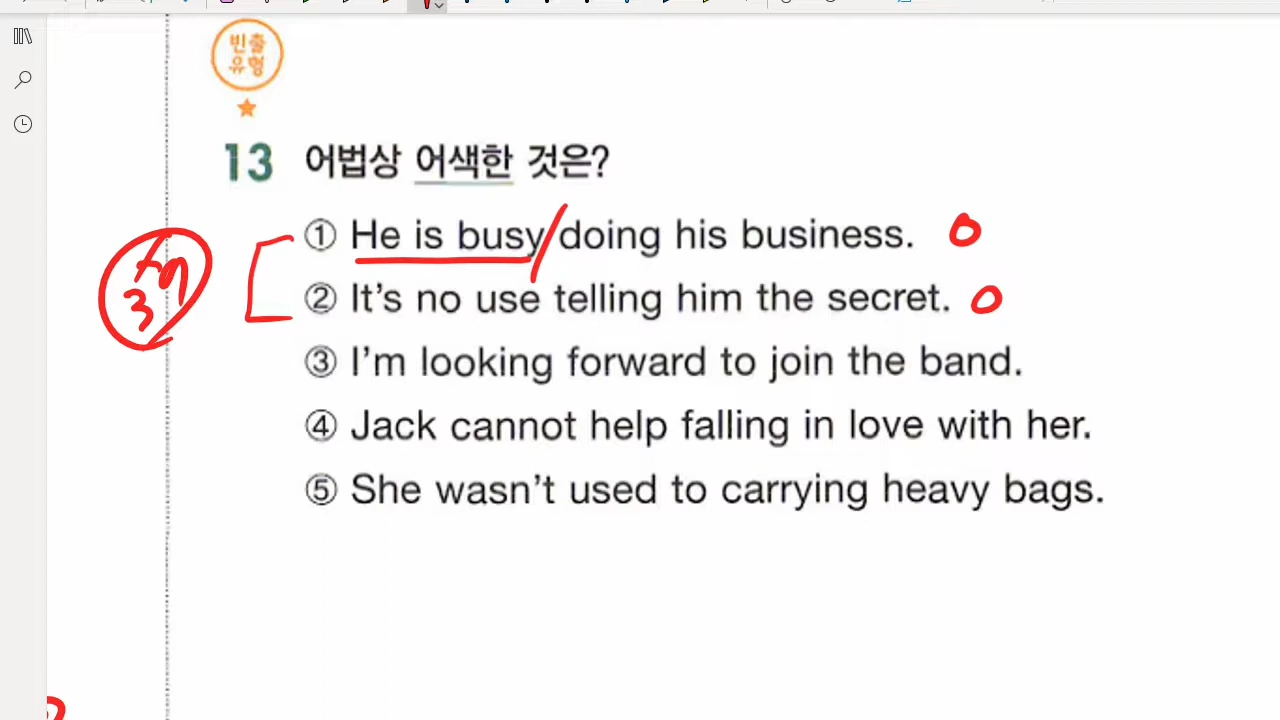 빈출
유형
13 어법상 어색한 것은?
① He is busy doing his business.
② It's no use telling him the secret.
③ I'm looking forward to join the band.
④ Jack cannot help falling in love with her.
⑤ She wasn't used to carrying heavy bags.